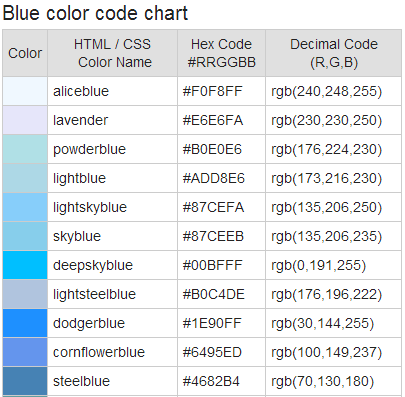 Blue color code chart
Color HTML / CSS Color Name Hex Code #RRGGBB Decimal Code (R,G,B)
aliceblue #F0F8FF rgb(240,248,255)
lavender #E6E6FA rgb(230,230,250)
powderblue #B0E0E6 rgb(176,224,230)
lightblue #ADD8E6 rgb(173,216,230)
lightskyblue #87CEFA rgb(135,206,250)
skyblue #87CEEB rgb(135,206,235)
deepskyblue #00BFFF rgb(0,191,255)
lightsteelblue #B0C4DE rgb(176,196,222)
dodgerblue #1E90FF rgb(30,144,255)
cornflowerblue #6495ED rgb(100,149,237)
steelblue #4682B4 rgb(70,130,180)